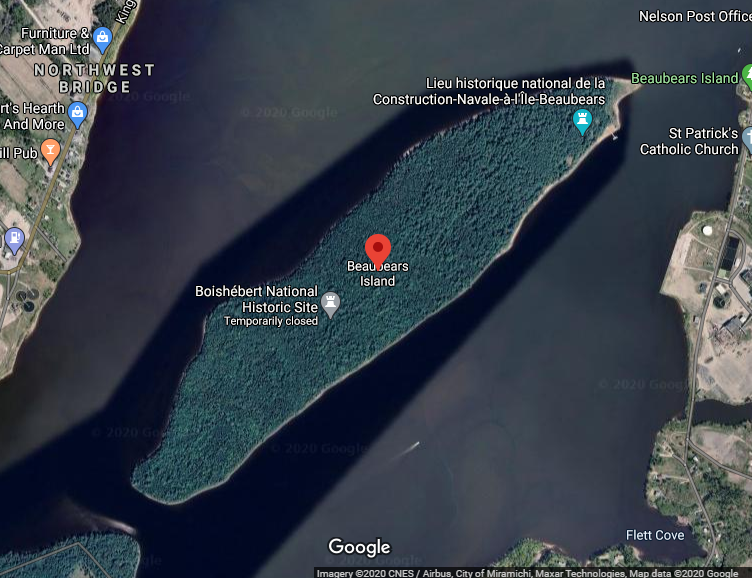 Nelson Post Office
Furniture &
Carpet Man Ltd
King
NORTHWEST
BRIDGE
Lieu historique national de la
Construction-Navale-à-l'Île-Beaubears
Beaubears Island
rt's Hearth
And More
St Patrick's
Catholic Church
ill Pub
Beaubears
Island
Boishébert National
Historic Site
Temporarily closed
© 2020 Google
© 2020 Google
© 2020 Google
© 2020 Google
Flett Cove
Google
Imagery ©2020 CNES / Airbus, City of Miramichi, Maxar Technologies, Map data ©2020 Google